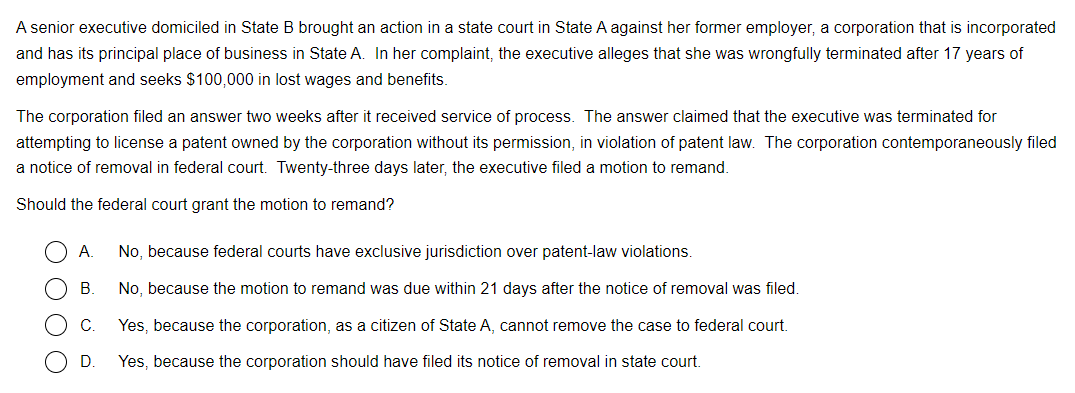 A senior executive domiciled in State B brought an action in a state court in State A against her former employer, a corporation that is incorporated
and has its principal place of business in State A.  In her complaint, the executive alleges that she was wrongfully terminated after 17 years of
employment and seeks $100,000 in lost wages and benefits.
The corporation filed an answer two weeks after it received service of process.  The answer claimed that the executive was terminated for
attempting to license a patent owned by the corporation without its permission, in violation of patent law.  The corporation contemporaneously filed
a notice of removal in federal court.  Twenty-three days later, the executive filed a motion to remand.
Should the federal court grant the motion to remand?
A. No, because federal courts have exclusive jurisdiction over patent-law violations.
B. No, because the motion to remand was due within 21 days after the notice of removal was filed.
C. Yes, because the corporation, as a citizen of State A, cannot remove the case to federal court.
D. Yes, because the corporation should have filed its notice of removal in state court.